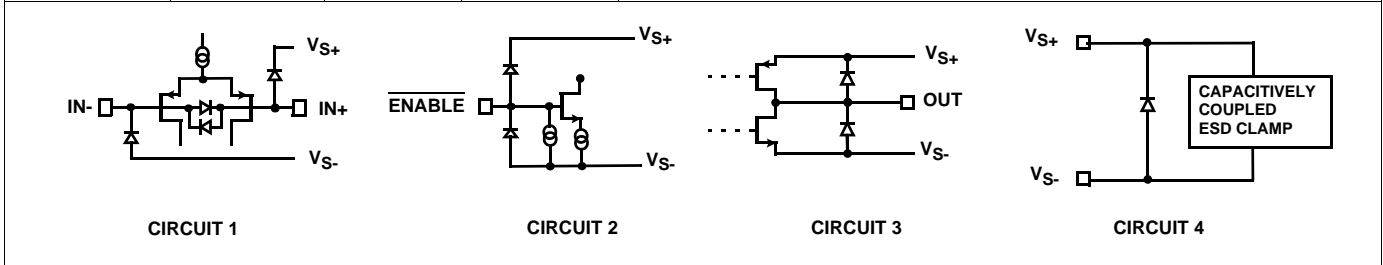 IN-
VS+
IN+
VS-
CIRCUIT 1
ENABLE
VS+
VS-
CIRCUIT 2
VS+
OUT
VS-
CIRCUIT 3
VS+
VS-
CAPACITIVELY
COUPLED
ESD CLAMP
CIRCUIT 4